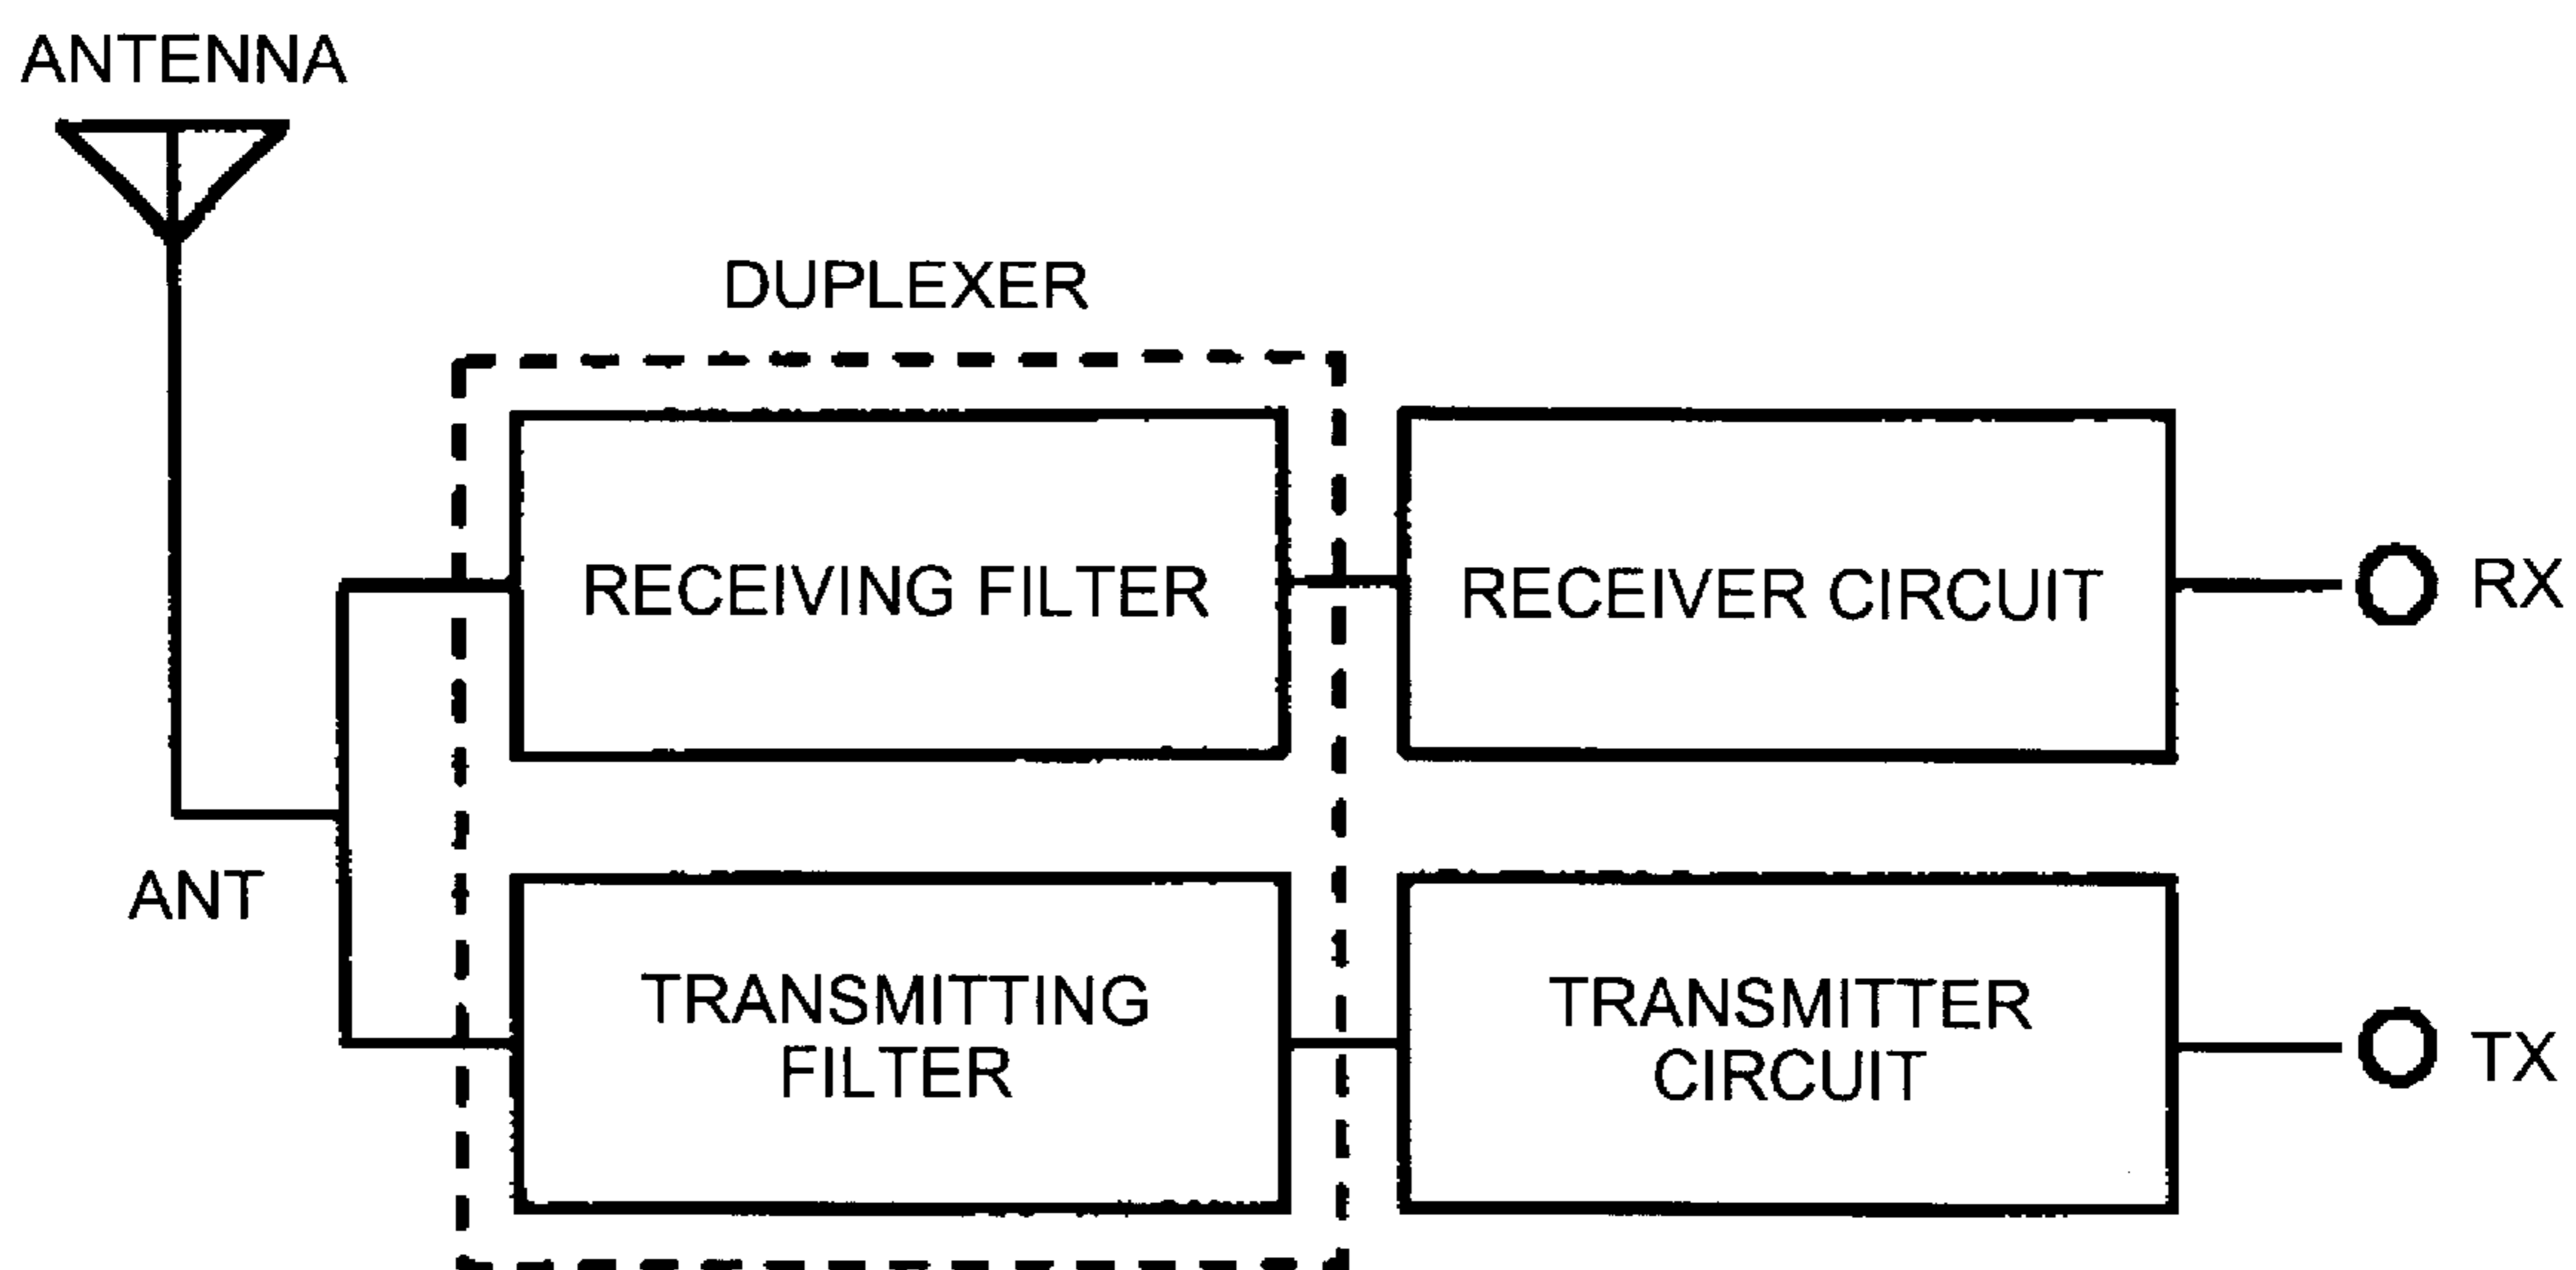 ANTENNA
DUPLEXER
RECEIVING FILTER
RECEIVER CIRCUIT
RX
ANT
TRANSMITTING
FILTER
TRANSMITTER
CIRCUIT
TX